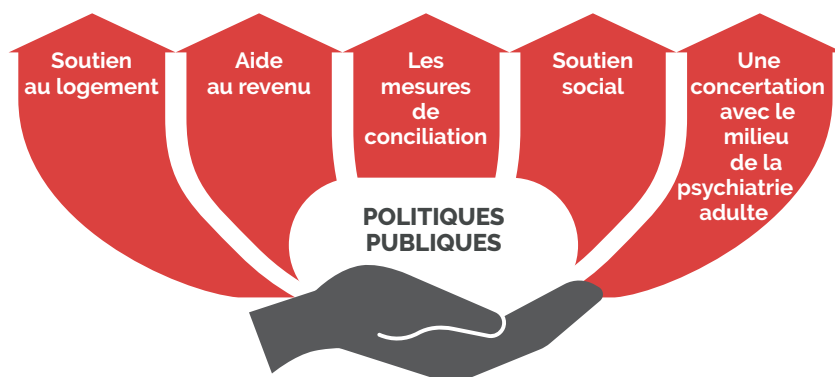 Soutien
au logement
Aide
au revenu
Les
mesures
de
conciliation
Soutien
social
Une
concertation
avec le
milieu
de la
psychiatrie
adulte
POLITIQUES
PUBLIQUES